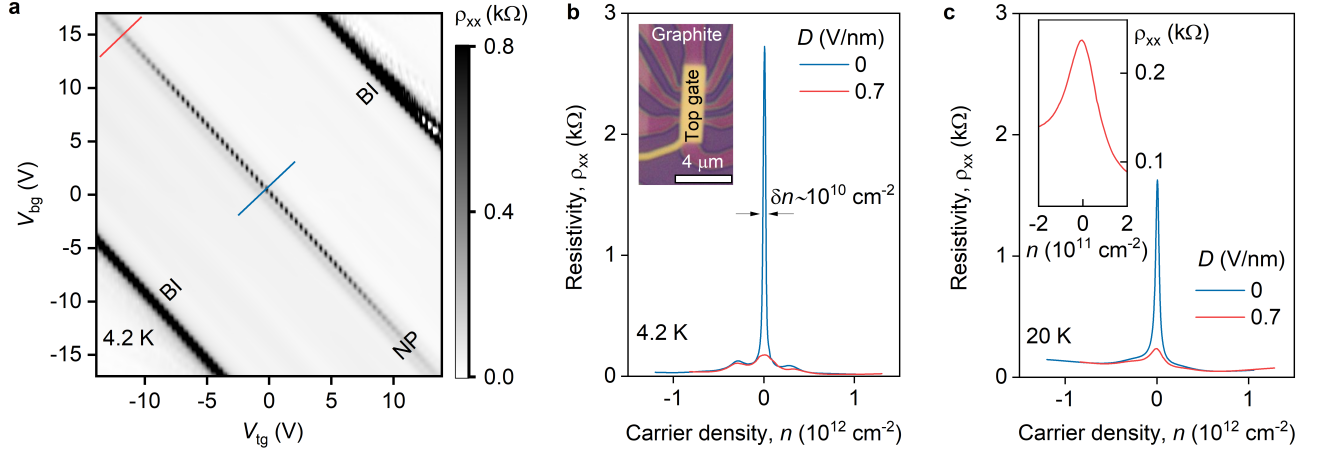 a
ρxx (kΩ)
0.8
0.4
0.0
15
10
5
0
-5
-10
-15
Vbg (V)
BI
BI
NP
4.2 K
-10
-5
0
5
10
Vtg (V)
b
3
2
1
0
Resistivity, ρxx (kΩ)
Graphite
Top gate
4 μm
D (V/nm)
0
0.7
δn~10^10 cm^-2
4.2 K
-1
0
1
Carrier density, n (10^12 cm^-2)
c
3
2
1
0
Resistivity, ρxx (kΩ)
ρxx (kΩ)
0.2
0.1
-2
0
2
n (10^11 cm^-2)
D (V/nm)
0
0.7
20 K
-1
0
1
Carrier density, n (10^12 cm^-2)